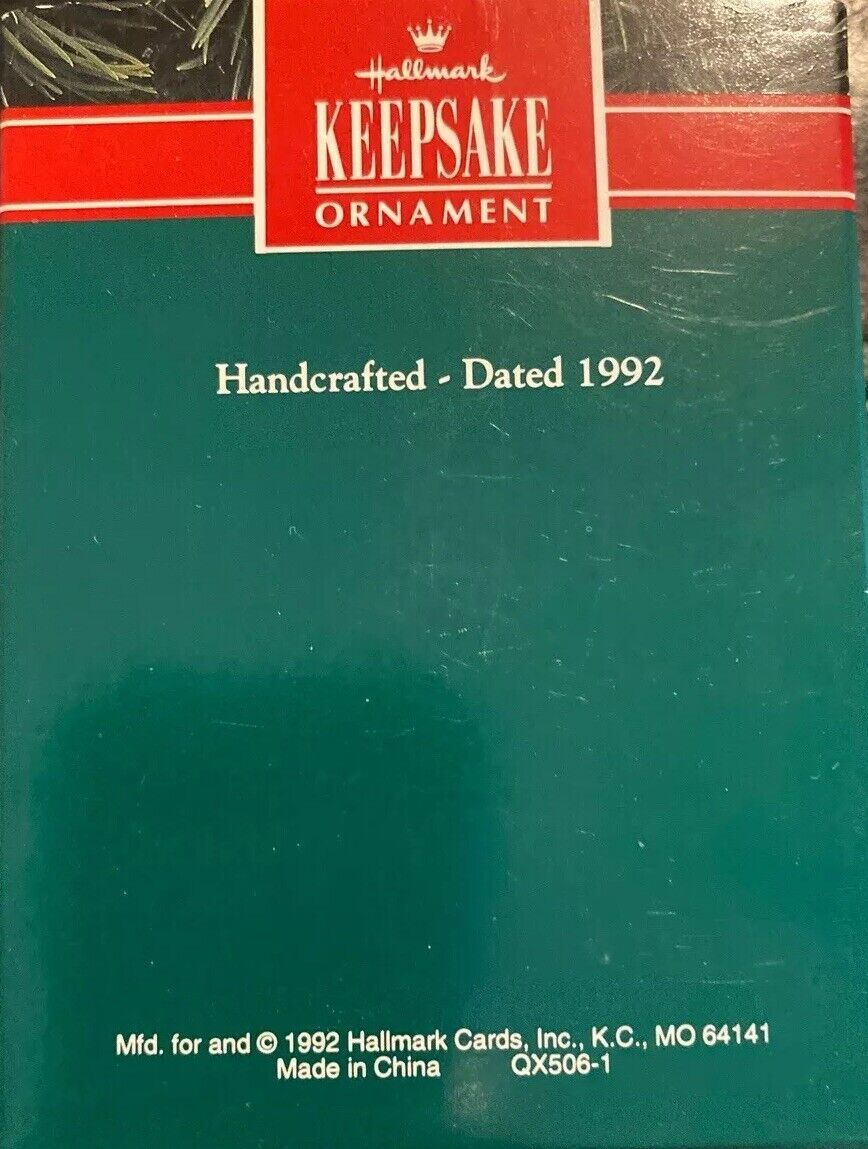 Hallmark
KEEPSAKE
ORNAMENT
Handcrafted - Dated 1992
Mfd. for and © 1992 Hallmark Cards, Inc., K.C., MO 64141
Made in China QX506-1